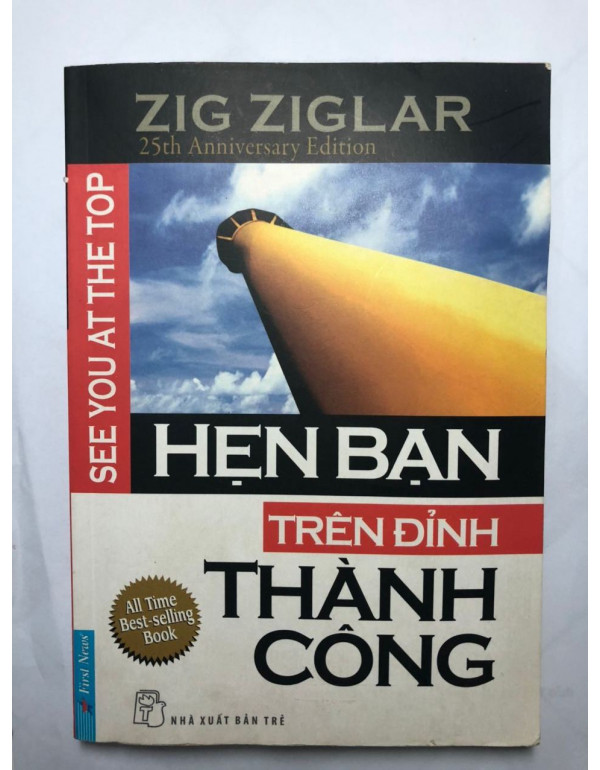 ZIG ZIGLAR
25th Anniversary Edition
SEE YOU AT THE TOP
HẸN BẠN
TRÊN ĐỈNH
THÀNH
CÔNG
All Time
Best-selling
Book
First News
NHÀ XUẤT BẢN TRẺ